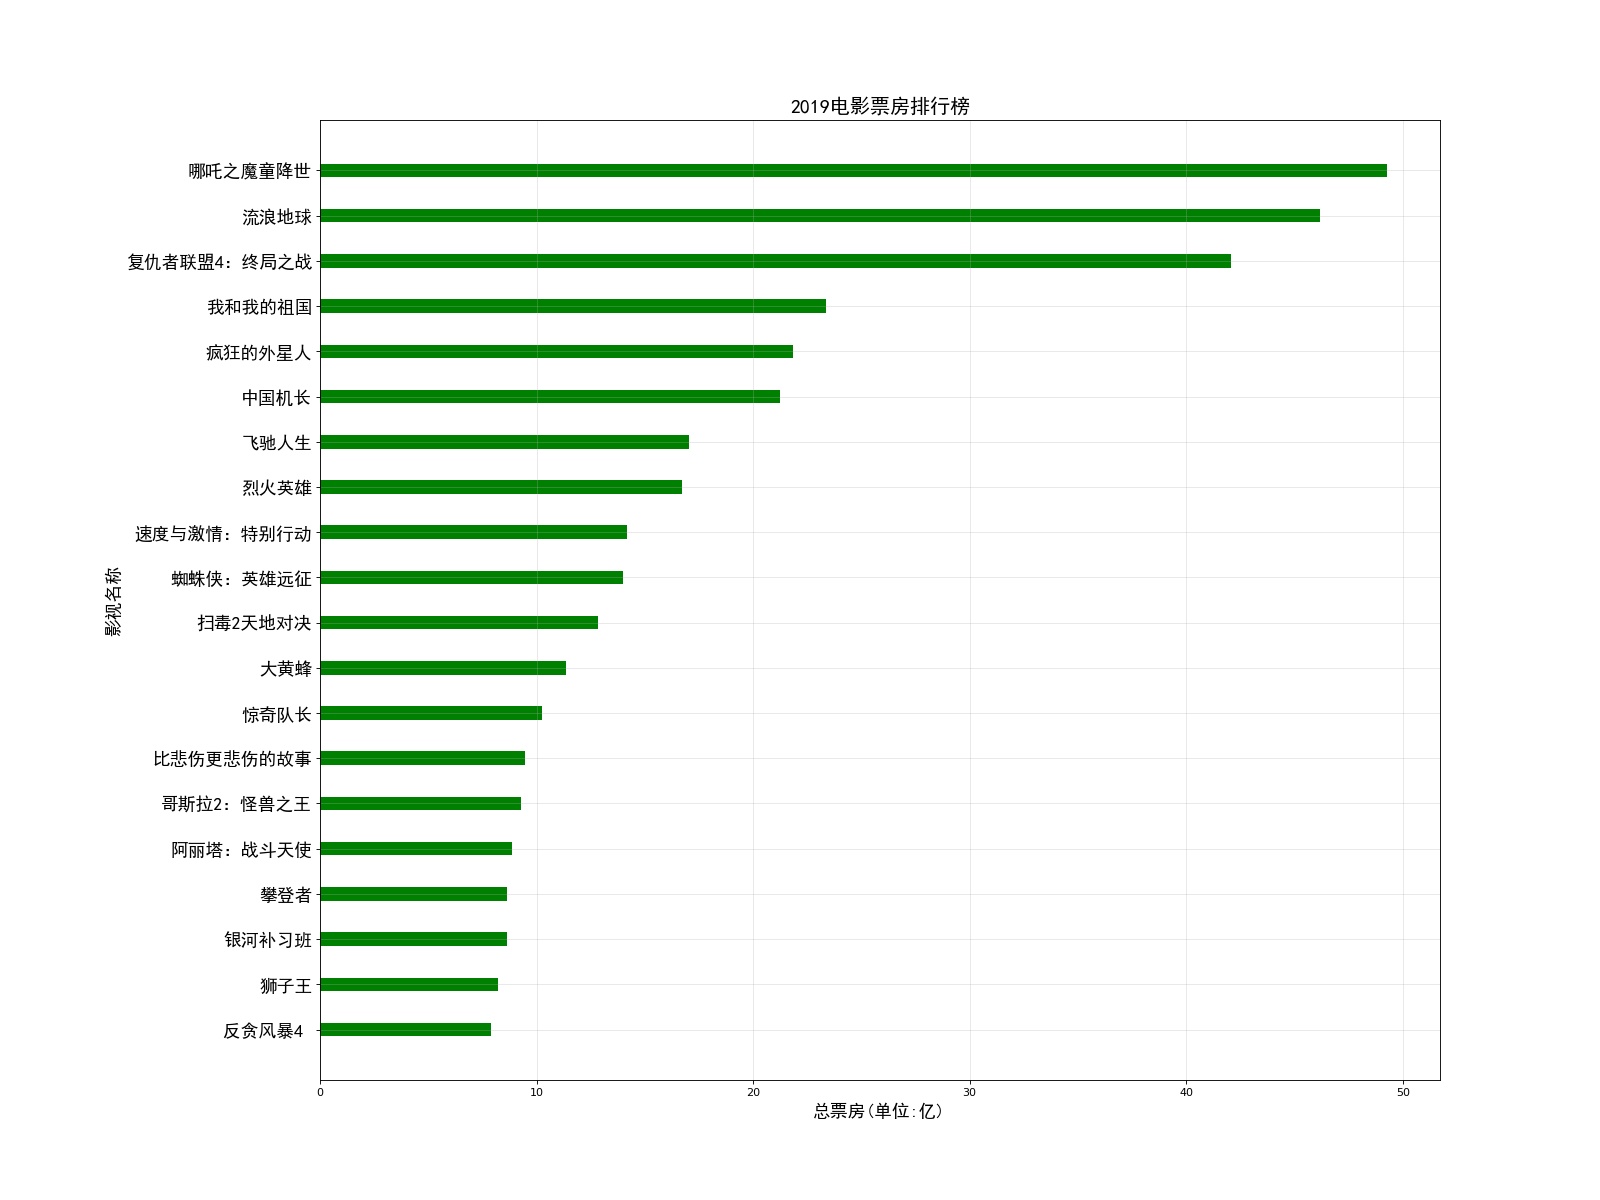 2019电影票房排行榜
哪吒之魔童降世
流浪地球
复仇者联盟4：终局之战
我和我的祖国
疯狂的外星人
中国机长
飞驰人生
烈火英雄
速度与激情：特别行动
蜘蛛侠：英雄远征
扫毒2天地对决
大黄蜂
惊奇队长
比悲伤更悲伤的故事
哥斯拉2：怪兽之王
阿丽塔：战斗天使
攀登者
银河补习班
狮子王
反贪风暴4
影视名称
0 10 20 30 40 50
总票房(单位:亿)